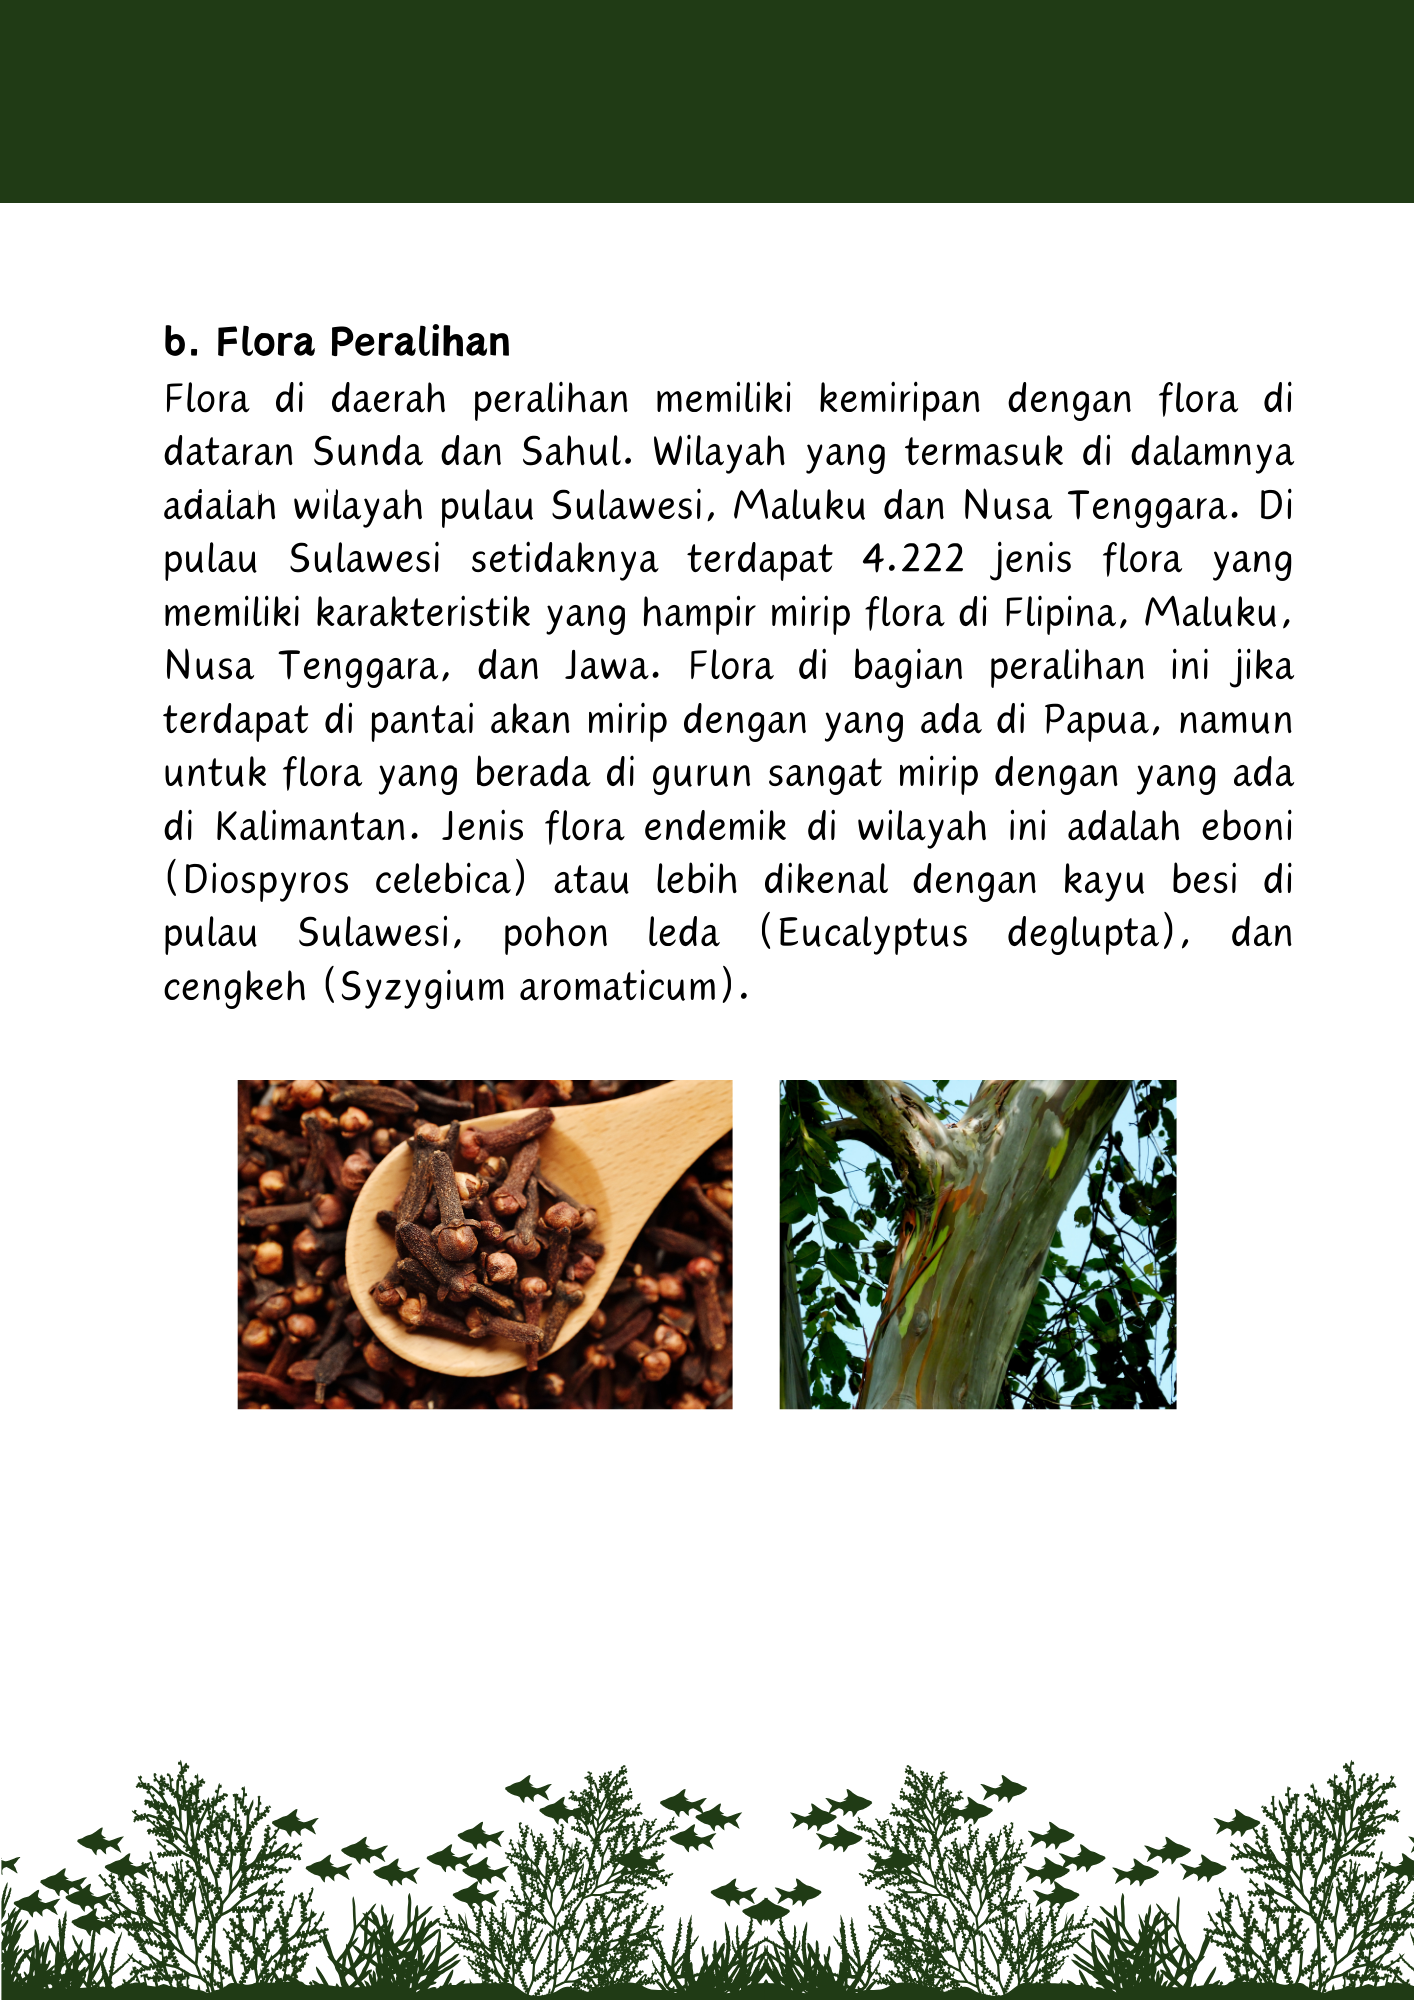 b. Flora Peralihan
Flora di daerah peralihan memiliki kemiripan dengan flora di
dataran Sunda dan Sahul. Wilayah yang termasuk di dalamnya
adalah wilayah pulau Sulawesi, Maluku dan Nusa Tenggara. Di
pulau Sulawesi setidaknya terdapat 4.222 jenis flora yang
memiliki karakteristik yang hampir mirip flora di Flipina, Maluku,
Nusa Tenggara, dan Jawa. Flora di bagian peralihan ini jika
terdapat di pantai akan mirip dengan yang ada di Papua, namun
untuk flora yang berada di gurun sangat mirip dengan yang ada
di Kalimantan. Jenis flora endemik di wilayah ini adalah eboni
(Diospyros celebica) atau lebih dikenal dengan kayu besi di
pulau Sulawesi, pohon leda (Eucalyptus deglupta), dan
cengkeh (Syzygium aromaticum).